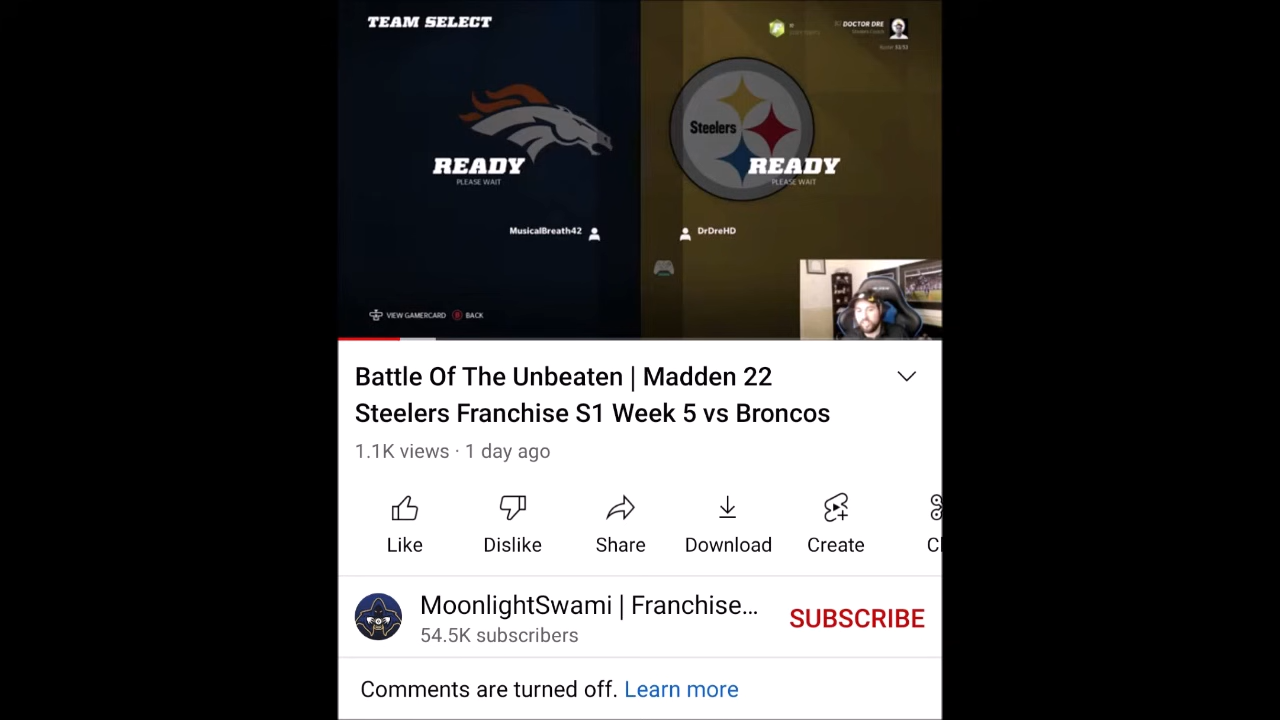 TEAM SELECT
DOCTOR DRE
Steelers
READY
PLEASE WAIT
READY
PLEASE WAIT
MusicalBreath42
DrDreHD
VIEW GAMERCARD
B BACK
Battle Of The Unbeaten | Madden 22
Steelers Franchise S1 Week 5 vs Broncos
1.1K views · 1 day ago
Like
Dislike
Share
Download
Create
Cl
MoonlightSwami | Franchise...
54.5K subscribers
SUBSCRIBE
Comments are turned off. Learn more